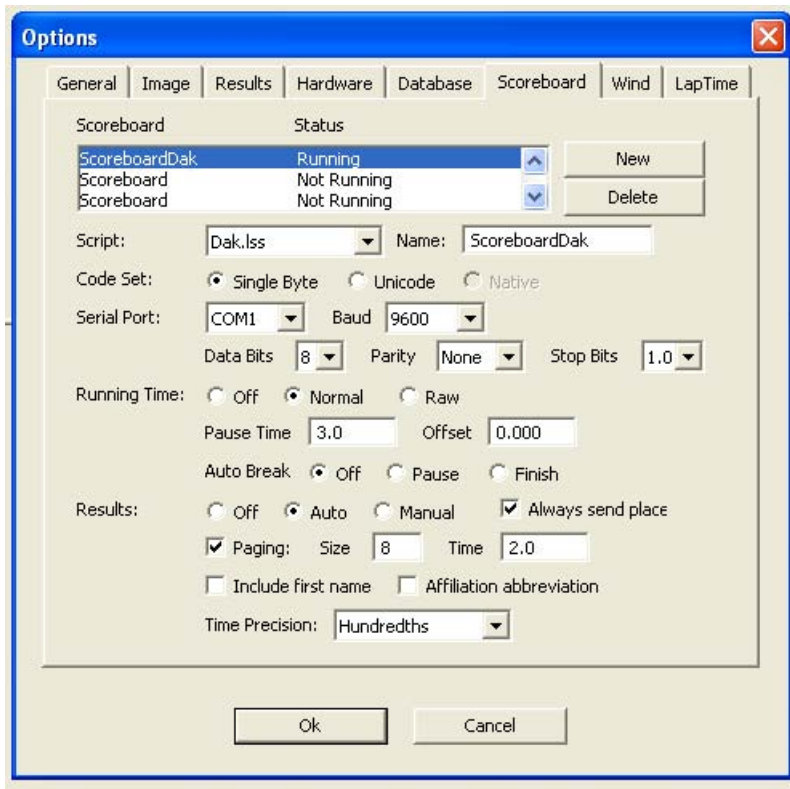 Options
General Image Results Hardware Database Scoreboard Wind LapTime
Scoreboard Status
ScoreboardDak Running
Scoreboard Not Running
Scoreboard Not Running
New
Delete
Script: Dak.lss Name: ScoreboardDak
Code Set: Single Byte Unicode Native
Serial Port: COM1 Baud 9600
Data Bits 8 Parity None Stop Bits 1.0
Running Time: Off Normal Raw
Pause Time 3.0 Offset 0.000
Auto Break Off Pause Finish
Results: Off Auto Manual Always send place
Paging: Size 8 Time 2.0
Include first name Affiliation abbreviation
Time Precision: Hundredths
Ok Cancel